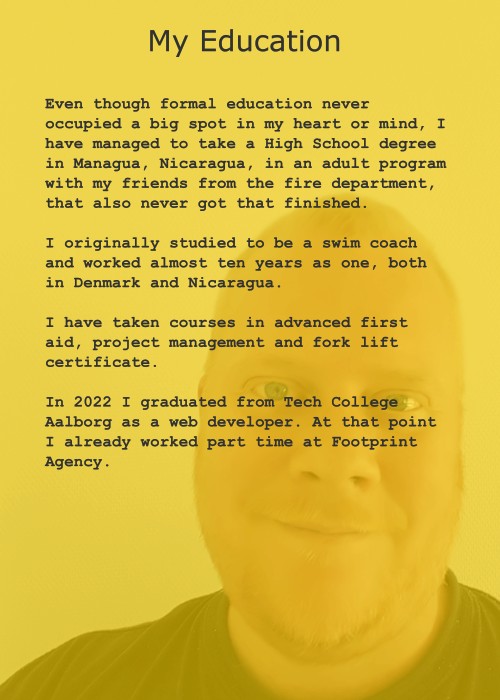 My Education
Even though formal education never
occupied a big spot in my heart or mind, I
have managed to take a High School degree
in Managua, Nicaragua, in an adult program
with my friends from the fire department,
that also never got that finished.
I originally studied to be a swim coach
and worked almost ten years as one, both
in Denmark and Nicaragua.
I have taken courses in advanced first
aid, project management and fork lift
certificate.
In 2022 I graduated from Tech College
Aalborg as a web developer. At that point
I already worked part time at Footprint
Agency.